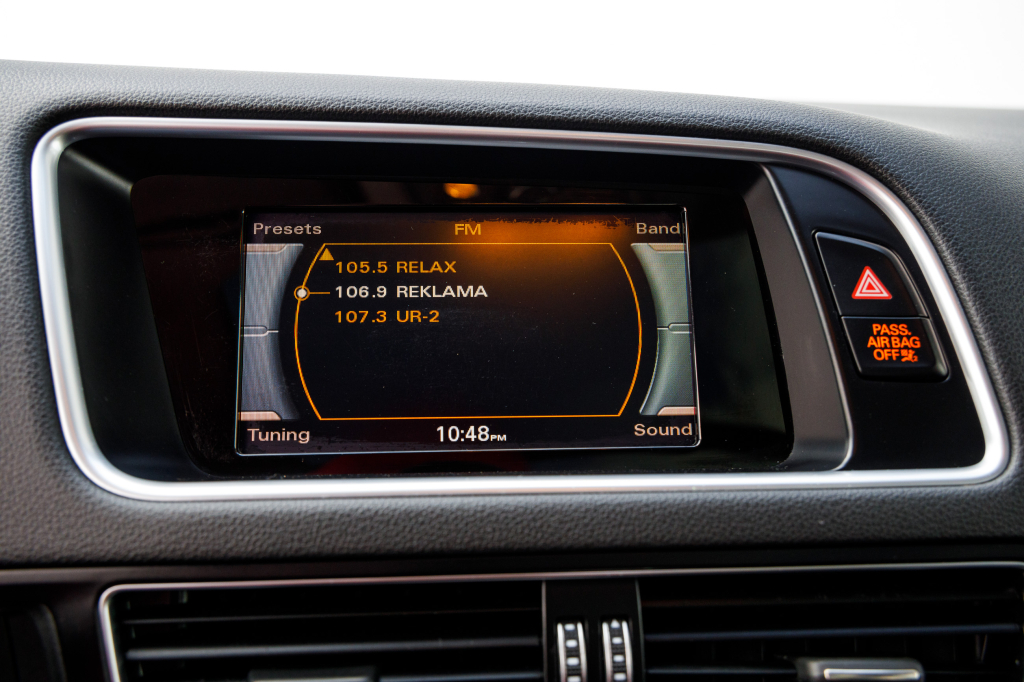 Presets FM Band
105.5 RELAX
106.9 REKLAMA
107.3 UR-2
Tuning 10:48PM Sound
PASS.
AIR BAG
OFF